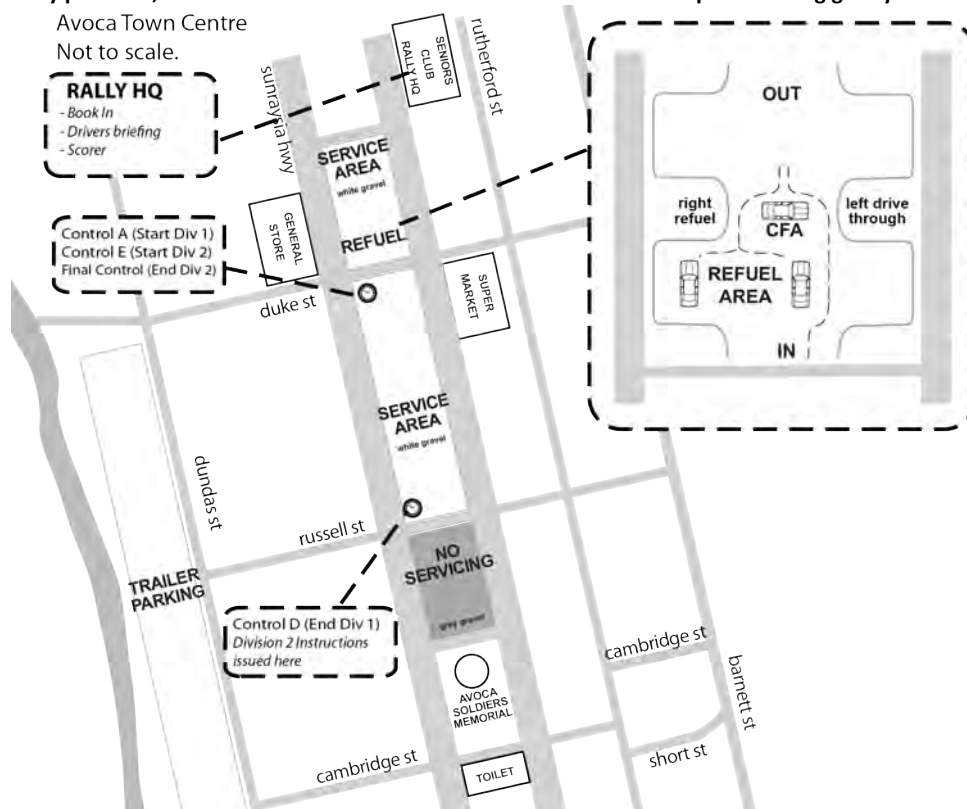 Avoca Town Centre
Not to scale.
RALLY HQ
- Book In
- Drivers briefing
- Scorer
SENIORS
CLUB
RALLY HQ
rutherford st
sunraysia hwy
SERVICE
AREA
white gravel
REFUEL
GENERAL
STORE
Control A (Start Div 1)
Control E (Start Div 2)
Final Control (End Div 2)
duke st
SUPER
MARKET
OUT
right
refuel
left drive
through
CFA
REFUEL
AREA
IN
SERVICE
AREA
white gravel
dundas st
russell st
NO
SERVICING
grey gravel
TRAILER
PARKING
Control D (End Div 1)
Division 2 Instructions
issued here
AVOCA
SOLDIERS
MEMORIAL
cambridge st
barnett st
short st
cambridge st
TOILET